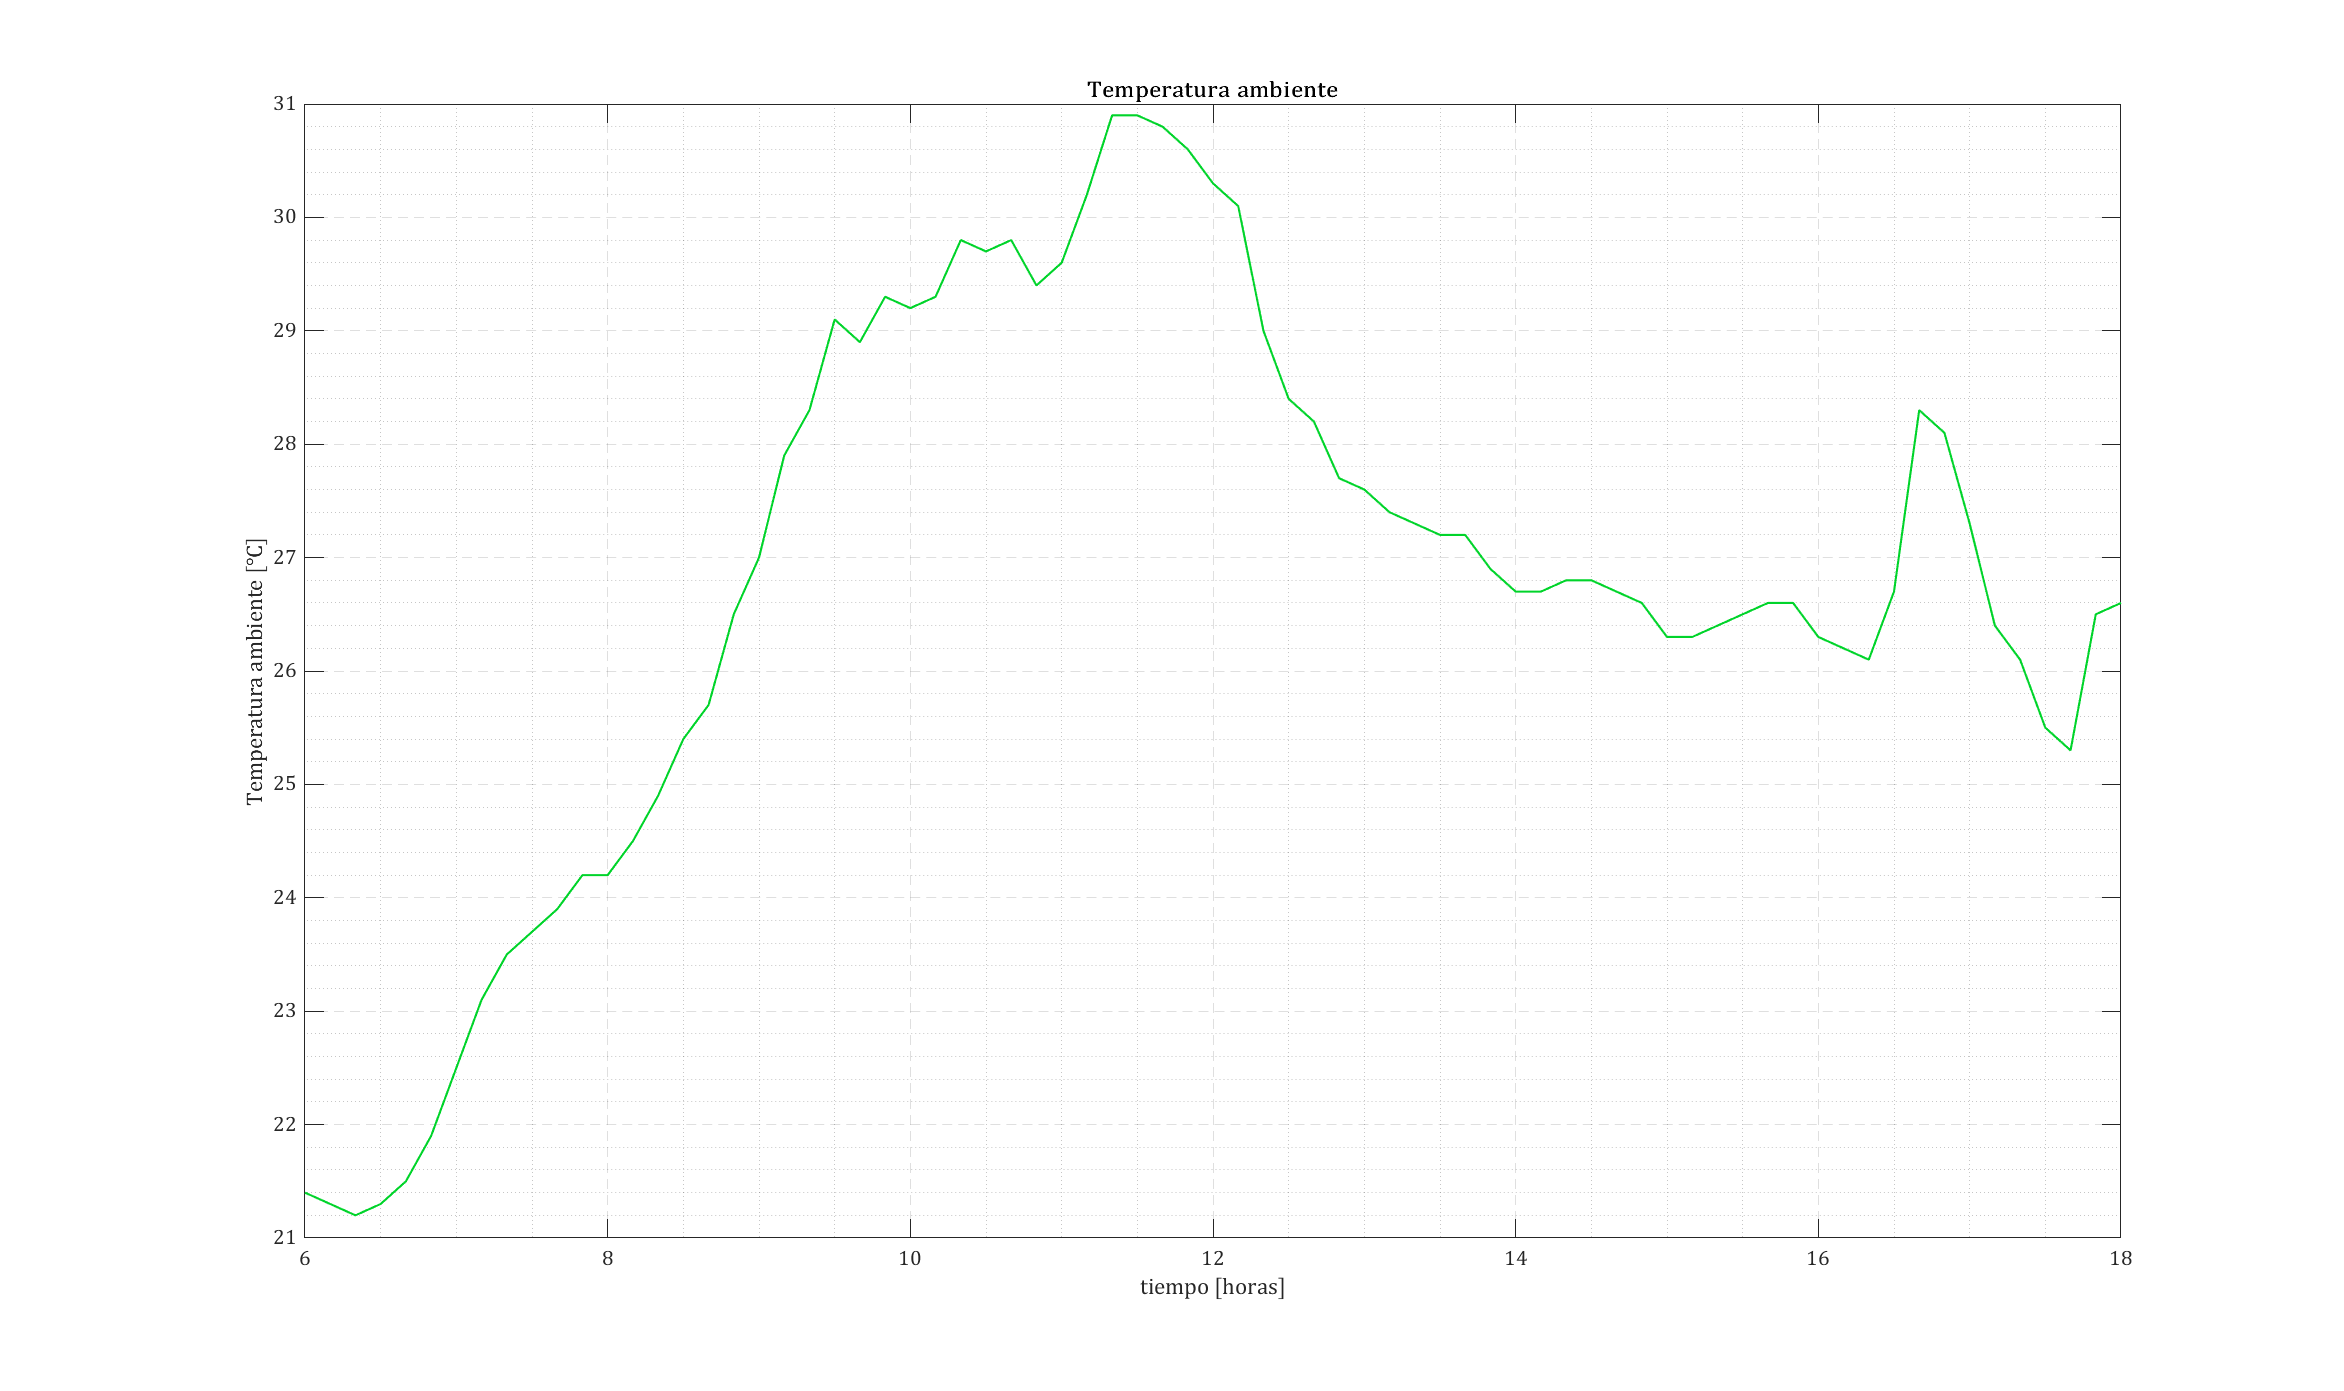 Temperatura ambiente
31
30
29
28
27
26
25
24
23
22
21
Temperatura ambiente [°C]
6 8 10 12 14 16 18
tiempo [horas]